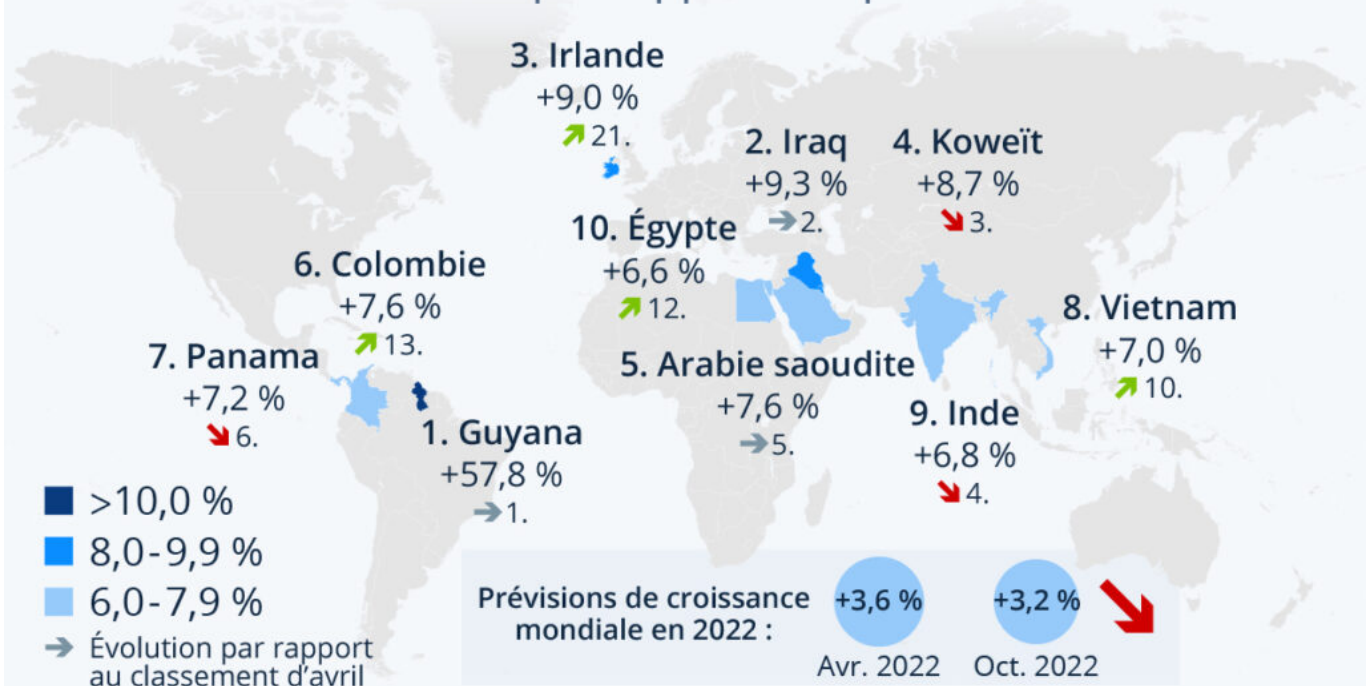 3. Irlande
+9,0 %
21.
2. Iraq
+9,3 %
2.
4. Koweït
+8,7 %
3.
10. Égypte
+6,6 %
12.
6. Colombie
+7,6 %
13.
8. Vietnam
+7,0 %
10.
7. Panama
+7,2 %
6.
5. Arabie saoudite
+7,6 %
5.
9. Inde
+6,8 %
4.
1. Guyana
+57,8 %
1.
>10,0 %
8,0-9,9 %
6,0-7,9 %
Évolution par rapport
au classement d'avril
Prévisions de croissance
mondiale en 2022 :
+3,6 %
Avr. 2022
+3,2 %
Oct. 2022